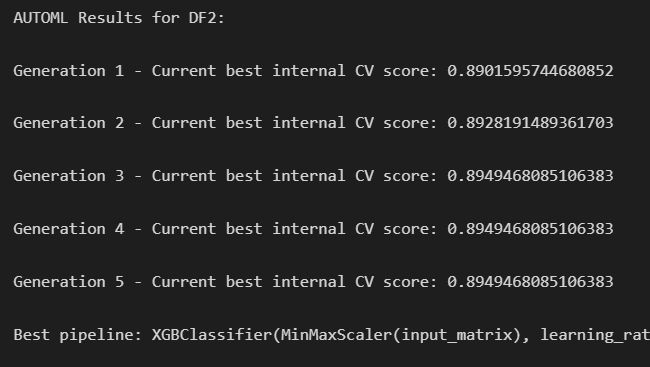 AUTOML Results for DF2:
Generation 1 - Current best internal CV score: 0.8901595744680852
Generation 2 - Current best internal CV score: 0.8928191489361703
Generation 3 - Current best internal CV score: 0.8949468085106383
Generation 4 - Current best internal CV score: 0.8949468085106383
Generation 5 - Current best internal CV score: 0.8949468085106383
Best pipeline: XGBClassifier(MinMaxScaler(input_matrix), learning_rat